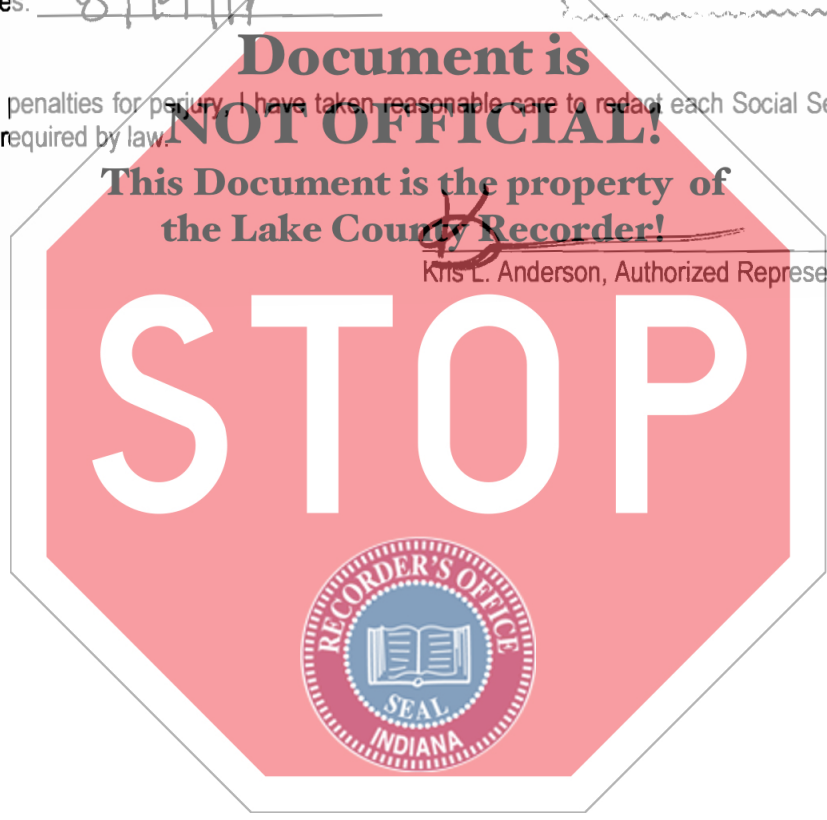 es.
Document is
penalties for perjury, I have taken reasonable care to redact each Social Se
NOT OFFICIAL!
required by law.
This Document is the property of
the Lake County Recorder!
Kris L. Anderson, Authorized Represe
STOP
RECORDER'S OFFICE
SEAL
INDIANA